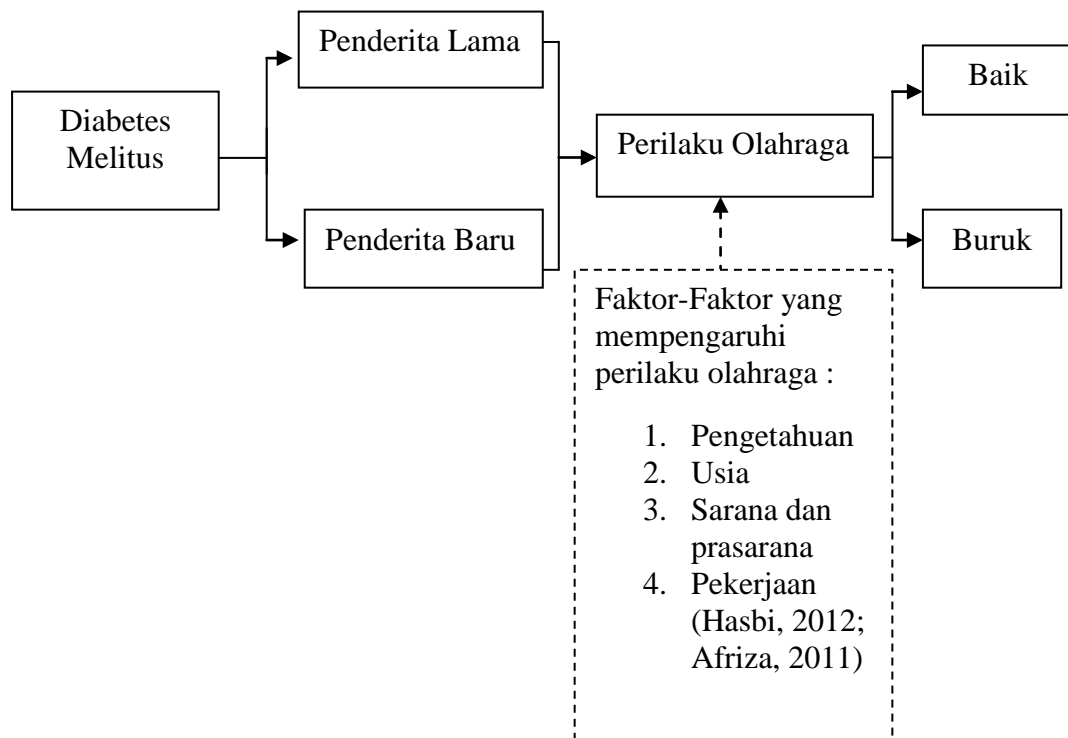 Diabetes
Melitus
Penderita Lama
Penderita Baru
Perilaku Olahraga
Baik
Buruk
Faktor-Faktor yang
mempengaruhi
perilaku olahraga :
1. Pengetahuan
2. Usia
3. Sarana dan
prasarana
4. Pekerjaan
(Hasbi, 2012;
Afriza, 2011)